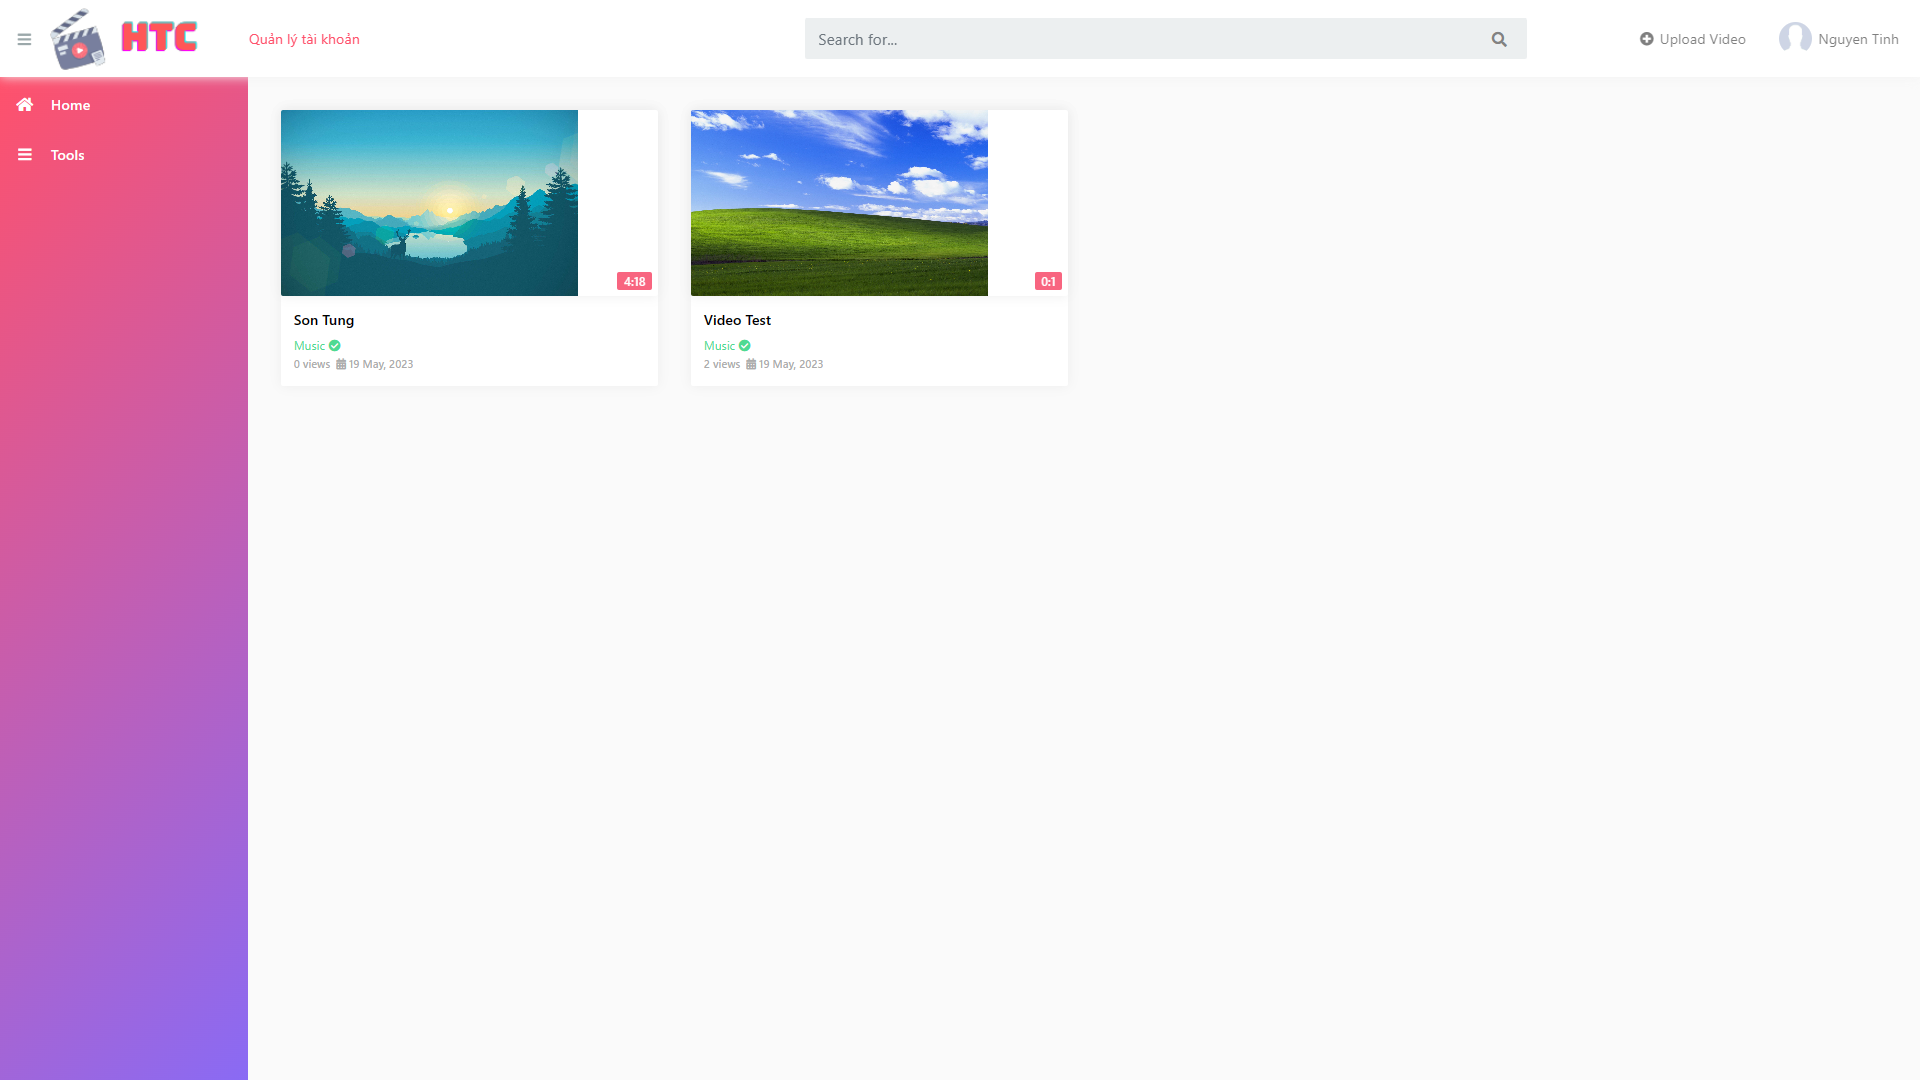 HTC
Quản lý tài khoản
Search for...
Upload Video
Nguyen Tinh
Home
Tools
4:18
Son Tung
Music
0 views 19 May, 2023
0:1
Video Test
Music
2 views 19 May, 2023